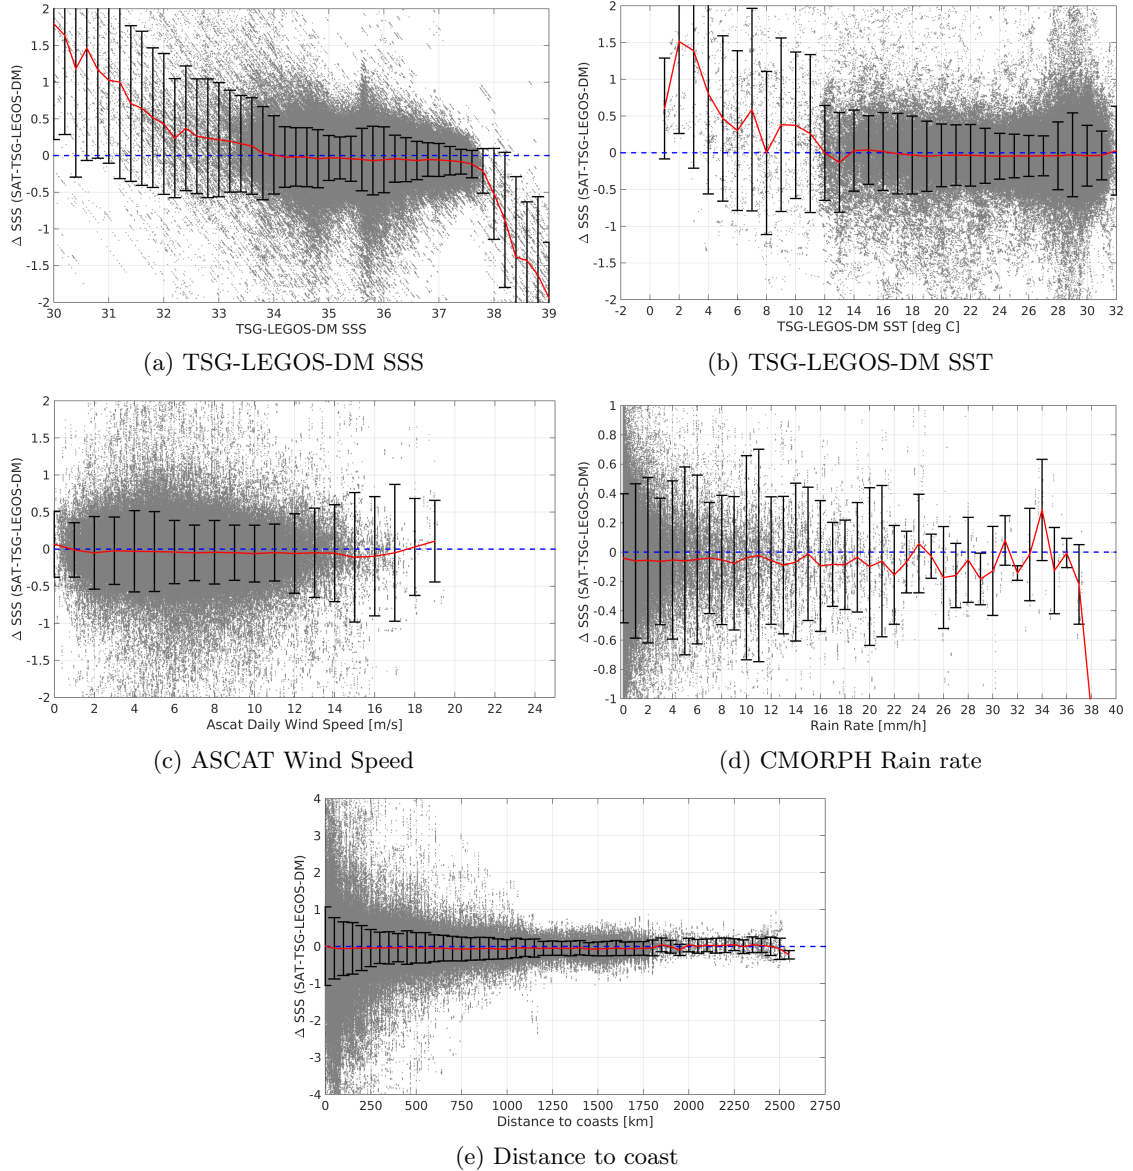 2
1.5
1
0.5
0
-0.5
-1
-1.5
-2
Δ SSS (SAT-TSG-LEGOS-DM)
30 31 32 33 34 35 36 37 38 39
TSG-LEGOS-DM SSS
(a) TSG-LEGOS-DM SSS
2
1.5
1
0.5
0
-0.5
-1
-1.5
-2
Δ SSS (SAT-TSG-LEGOS-DM)
-2 0 2 4 6 8 10 12 14 16 18 20 22 24 26 28 30 32
TSG-LEGOS-DM SST [deg C]
(b) TSG-LEGOS-DM SST
2
1.5
1
0.5
0
-0.5
-1
-1.5
-2
Δ SSS (SAT-TSG-LEGOS-DM)
0 2 4 6 8 10 12 14 16 18 20 22 24
Ascat Daily Wind Speed [m/s]
(c) ASCAT Wind Speed
1
0.8
0.6
0.4
0.2
0
-0.2
-0.4
-0.6
-0.8
-1
Δ SSS (SAT-TSG-LEGOS-DM)
0 2 4 6 8 10 12 14 16 18 20 22 24 26 28 30 32 34 36 38 40
Rain Rate [mm/h]
(d) CMORPH Rain rate
4
3
2
1
0
-1
-2
-3
-4
Δ SSS (SAT-TSG-LEGOS-DM)
0 250 500 750 1000 1250 1500 1750 2000 2250 2500 2750
Distance to coasts [km]
(e) Distance to coast